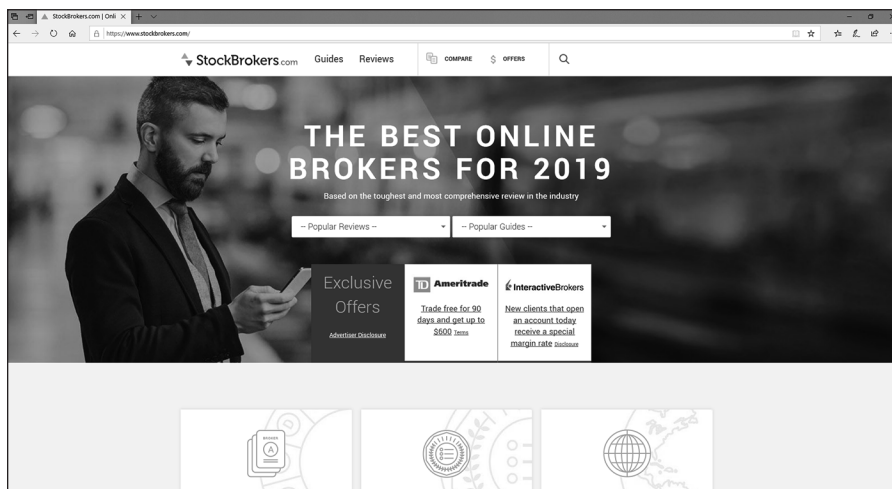 StockBrokers.com | Onli
https://www.stockbrokers.com/
StockBrokers.com
Guides
Reviews
COMPARE
$ OFFERS
THE BEST ONLINE
BROKERS FOR 2019
Based on the toughest and most comprehensive review in the industry
-- Popular Reviews --
-- Popular Guides --
Exclusive
Offers
Advertiser Disclosure
TD Ameritrade
Trade free for 90
days and get up to
$600 Terms
InteractiveBrokers
New clients that open
an account today
receive a special
margin rate Disclosure
BROKER
A